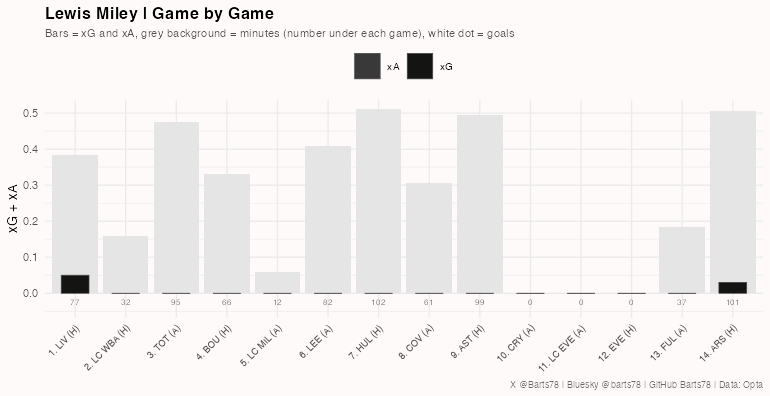 Lewis Miley | Game by Game
Bars = xG and xA, grey background = minutes (number under each game), white dot = goals
xA xG
xG + xA
0.5
0.4
0.3
0.2
0.1
0.0
77 32 95 66 12 82 102 61 99 0 0 0 37 101
1. LIV (H)
2. LC WBA (H)
3. TOT (A)
4. BOU (H)
5. LC MIL (A)
6. LEE (A)
7. HUL (H)
8. COV (A)
9. AST (H)
10. CRY (A)
11. LC EVE (A)
12. EVE (H)
13. FUL (A)
14. ARS (H)
X @Barts78 | Bluesky @barts78 | GitHub Barts78 | Data: Opta